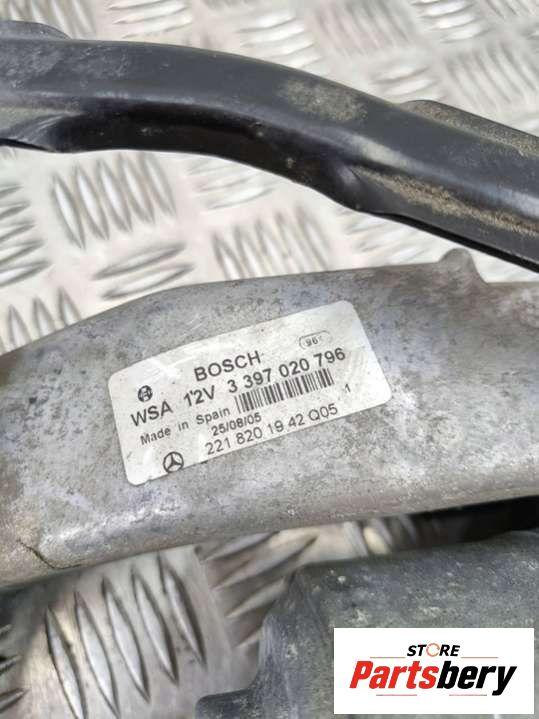 BOSCH
96
WSA 12V 3 397 020 796
Made in Spain
1
25/08/05
221 820 19 42 Q05
STORE
Partsbery